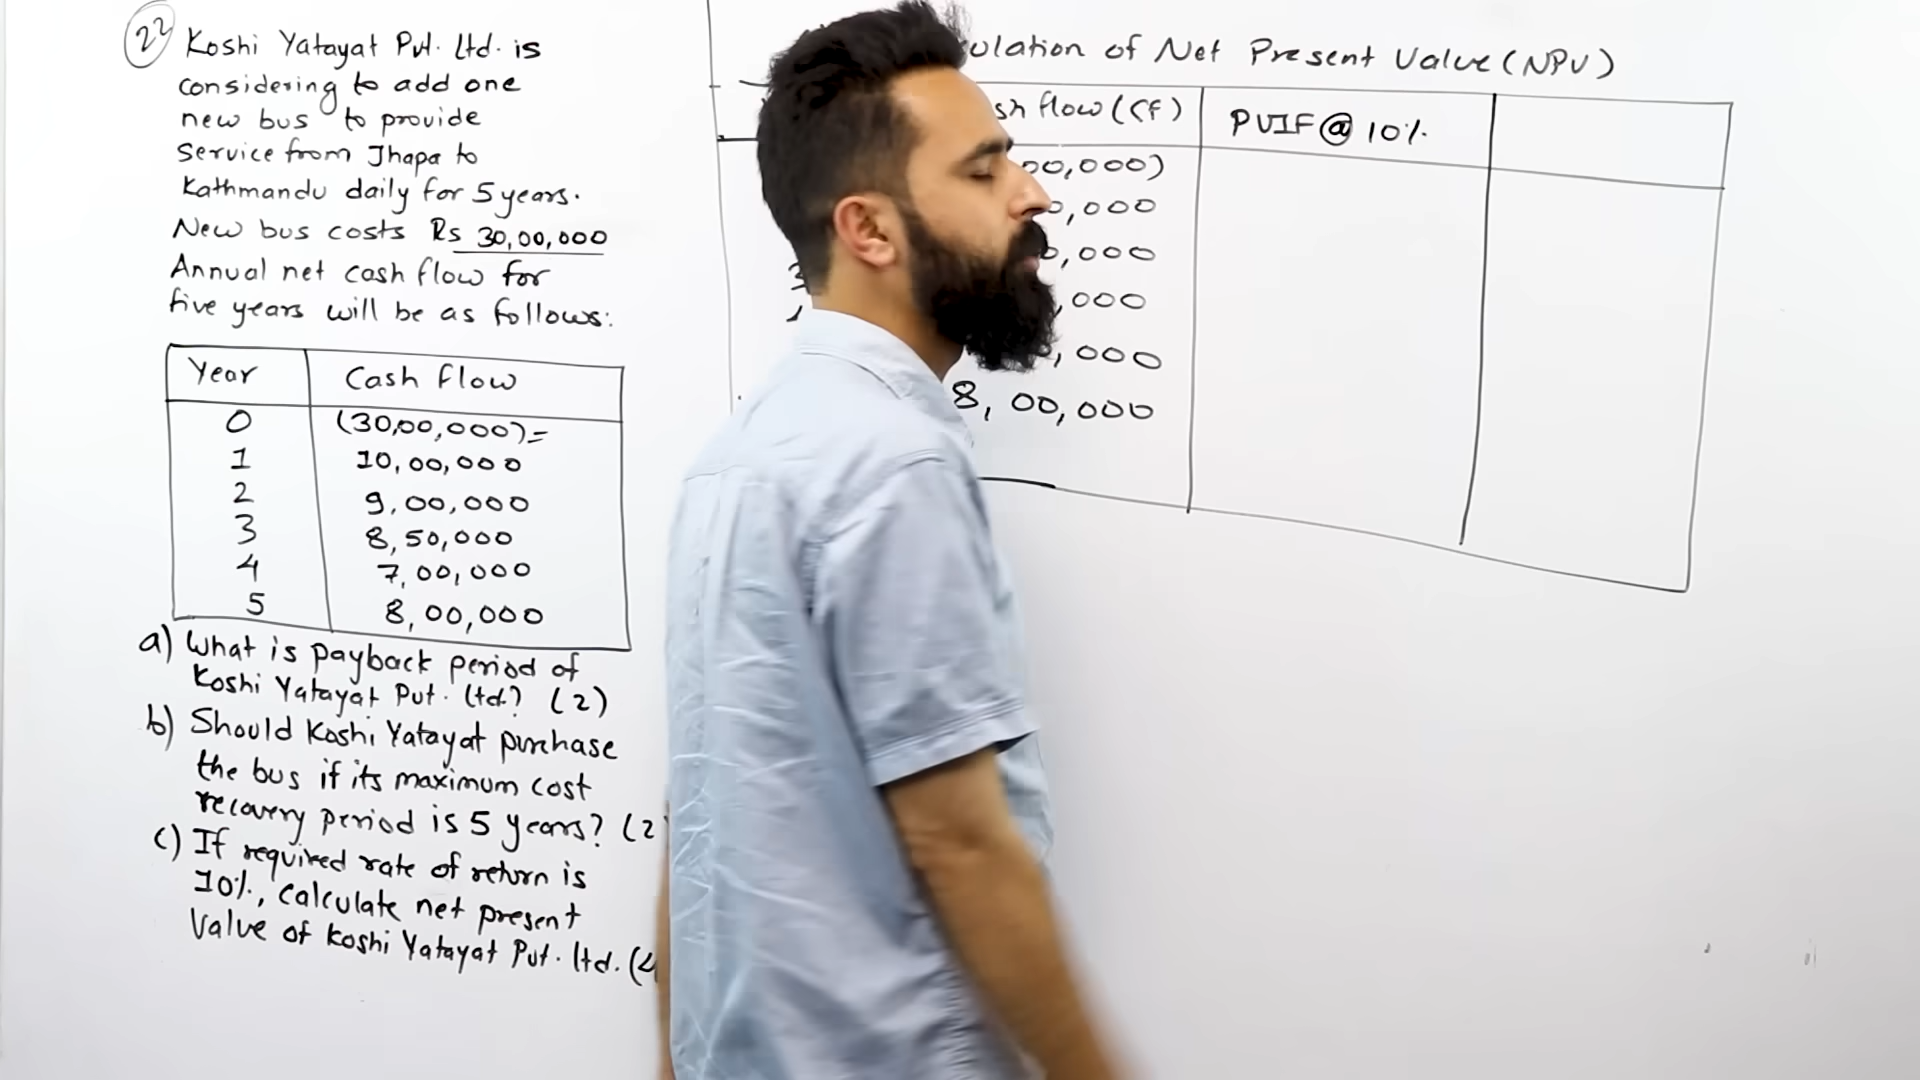 22
Koshi Yatayat Pvt. Ltd. is
considering to add one
new bus to provide
Service from Jhapa to
Kathmandu daily for 5 years.
New bus costs Rs 30,00,000
Annual net cash flow for
five years will be as follows:
Year Cash flow
0 (30,00,000)=
1 10,00,000
2 9,00,000
3 8,50,000
4 7,00,000
5 8,00,000
a) What is payback period of
Koshi Yatayat Pvt. Ltd.? (2)
b) Should Koshi Yatayat purchase
the bus if its maximum cost
recovery period is 5 years? (2
c) If required rate of return is
10%, calculate net present
Value of Koshi Yatayat Pvt. Ltd. (4
ulation of Net Present Value (NPV)
sh flow (CF) PVIF @ 10%
00,000)
0,000
0,000
,000
,000
8,00,000